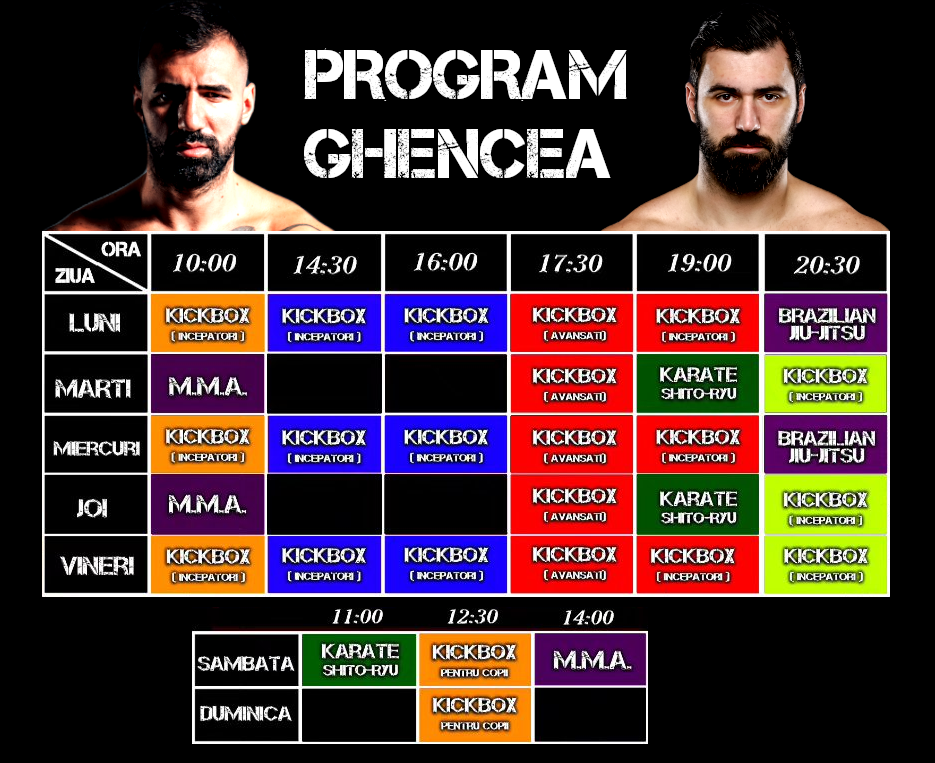 PROGRAM
GHENCEA
ORA
ZIUA
10:00 14:30 16:00 17:30 19:00 20:30
LUNI
KICKBOX
( INCEPATORI )
KICKBOX
( INCEPATORI )
KICKBOX
( INCEPATORI )
KICKBOX
( AVANSATI)
KICKBOX
( INCEPATORI )
BRAZILIAN
JIU-JITSU
MARTI
M.M.A.
KICKBOX
( AVANSATI)
KARATE
SHITO-RYU
KICKBOX
( INCEPATORI )
MIERCURI
KICKBOX
( INCEPATORI )
KICKBOX
( INCEPATORI )
KICKBOX
( INCEPATORI )
KICKBOX
( AVANSATI)
KICKBOX
( INCEPATORI )
BRAZILIAN
JIU-JITSU
JOI
M.M.A.
KICKBOX
( AVANSATI)
KARATE
SHITO-RYU
KICKBOX
( INCEPATORI )
VINERI
KICKBOX
( INCEPATORI )
KICKBOX
( INCEPATORI )
KICKBOX
( INCEPATORI )
KICKBOX
( AVANSATI)
KICKBOX
( INCEPATORI )
KICKBOX
( INCEPATORI )
11:00 12:30 14:00
SAMBATA
KARATE
SHITO-RYU
KICKBOX
PENTRU COPII
M.M.A.
DUMINICA
KICKBOX
PENTRU COPII